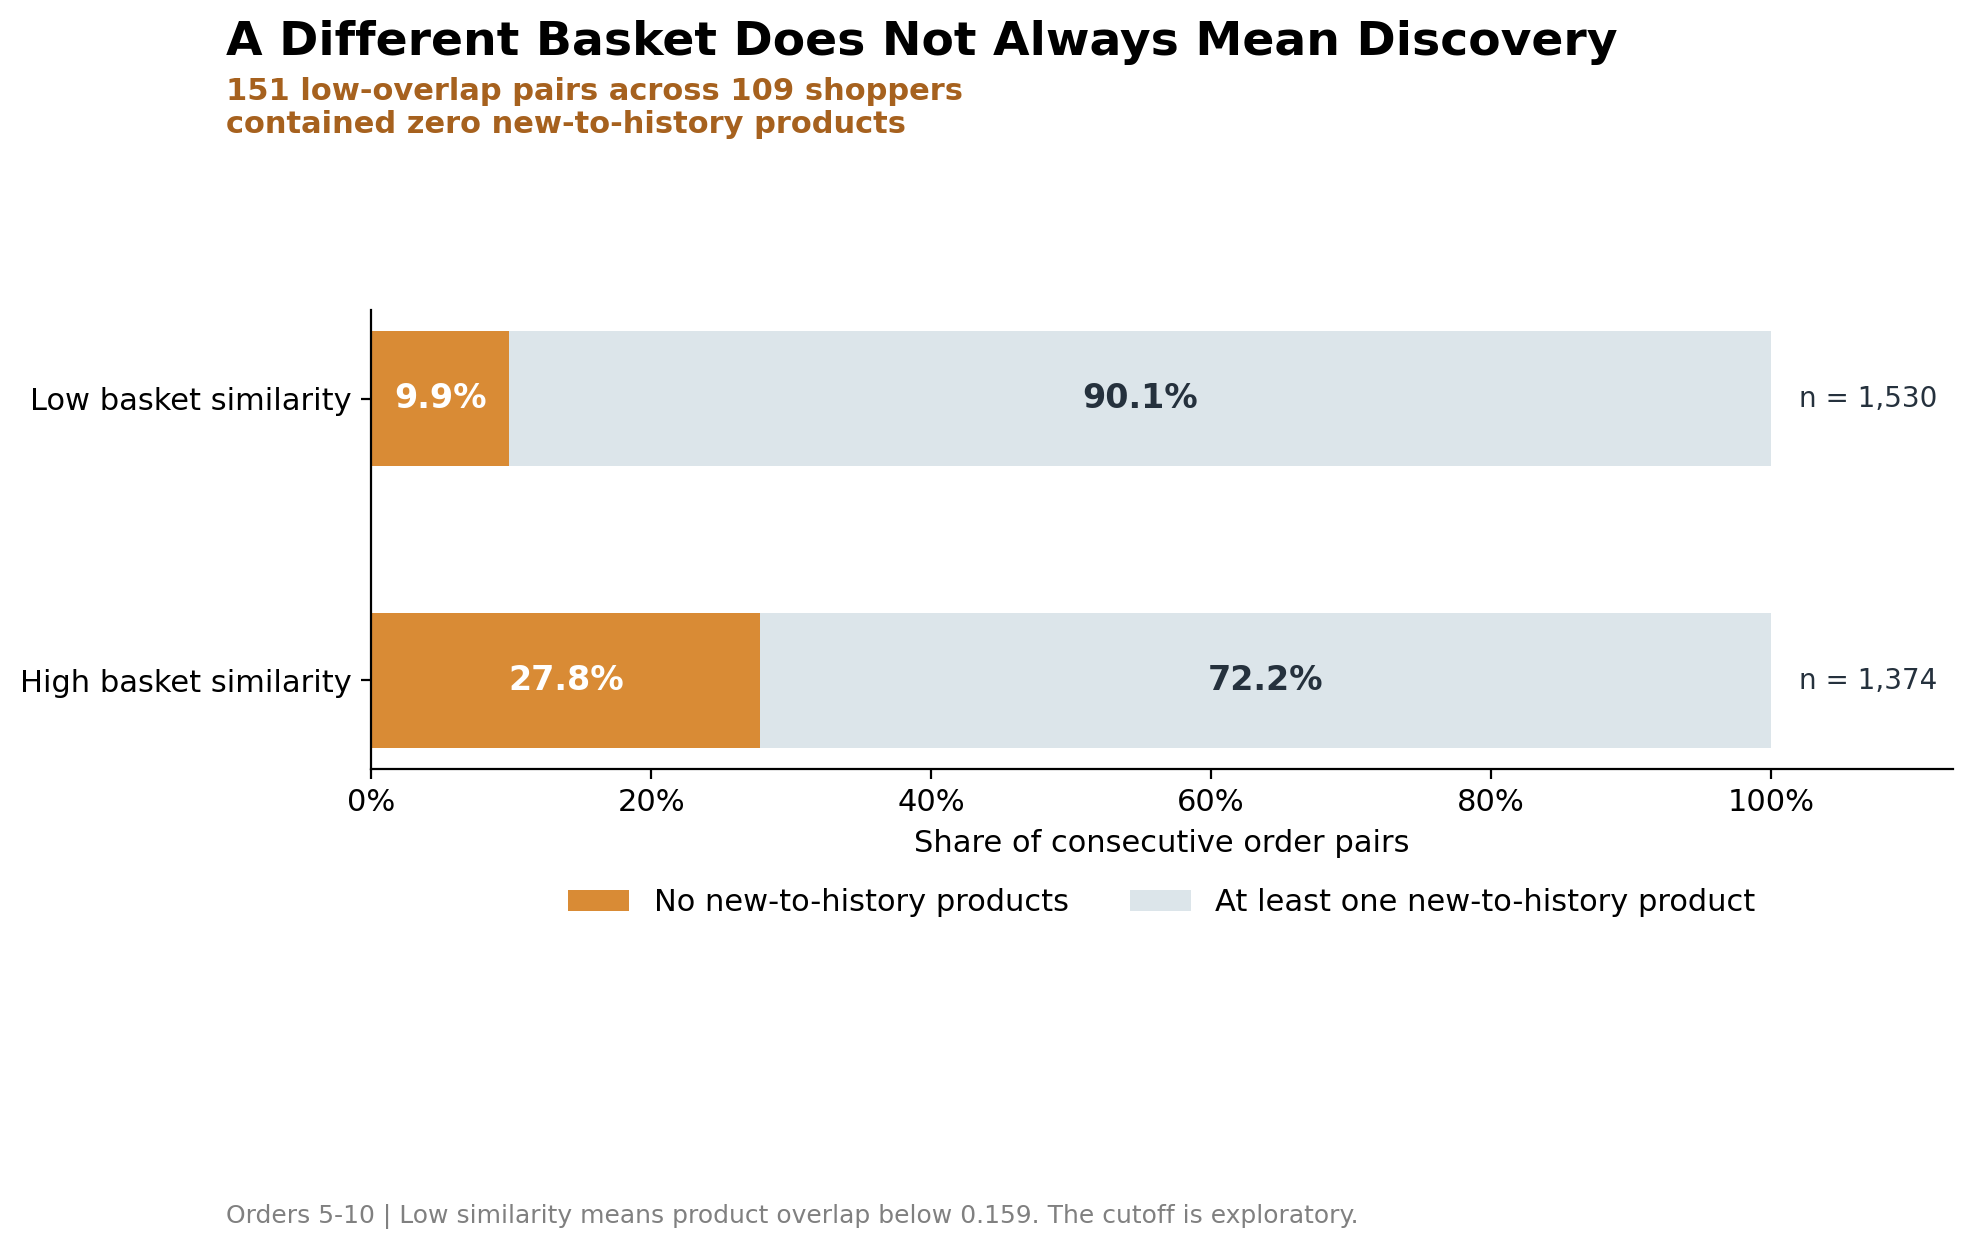 A Different Basket Does Not Always Mean Discovery
151 low-overlap pairs across 109 shoppers
contained zero new-to-history products
Low basket similarity
9.9%
90.1%
n = 1,530
High basket similarity
27.8%
72.2%
n = 1,374
0%
20%
40%
60%
80%
100%
Share of consecutive order pairs
No new-to-history products
At least one new-to-history product
Orders 5-10 | Low similarity means product overlap below 0.159. The cutoff is exploratory.